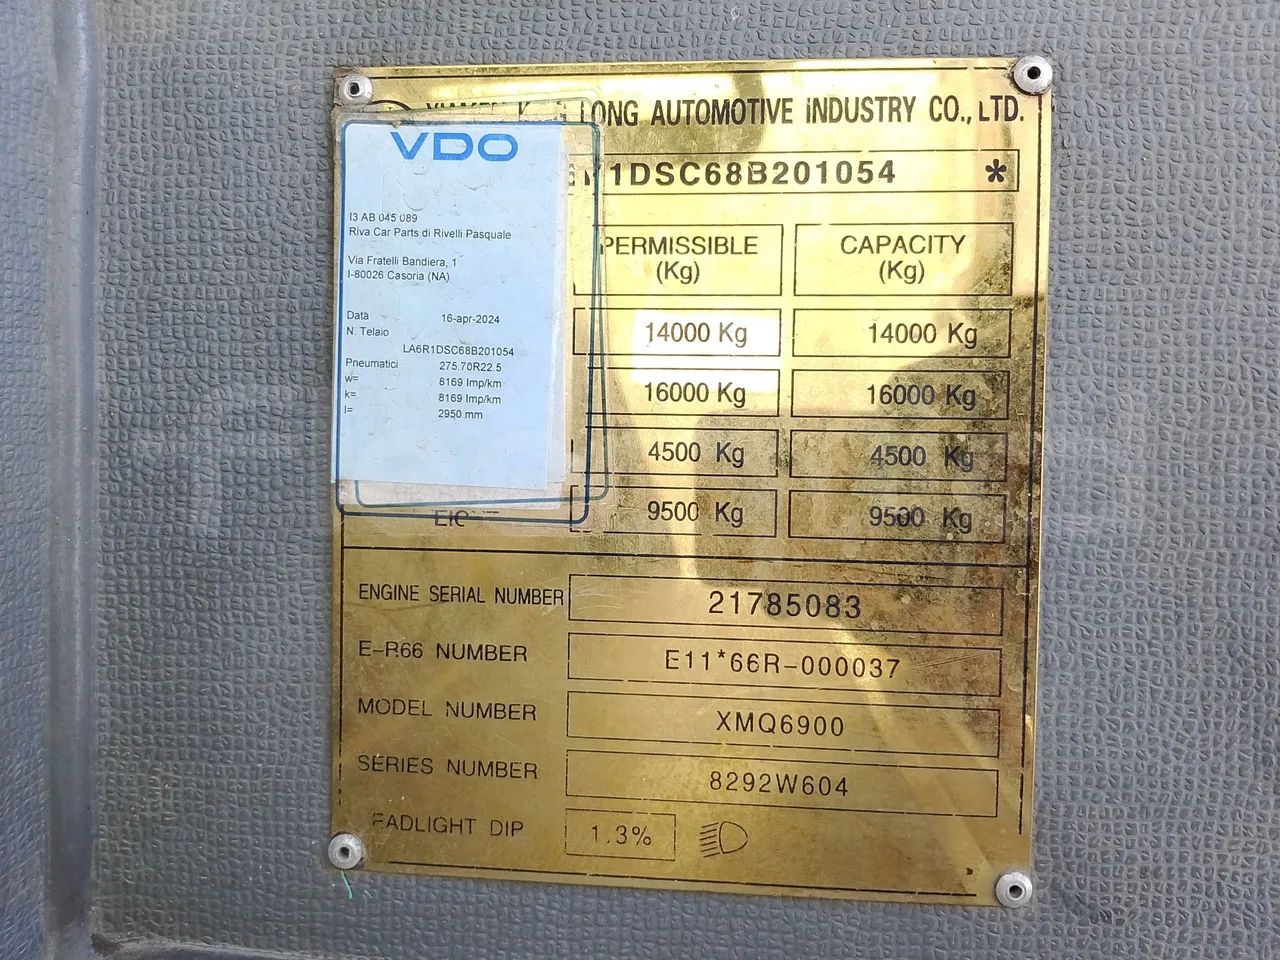 LONG AUTOMOTIVE INDUSTRY CO., LTD.
1DSC68B201054 *
VDO
I3 AB 045 089
Riva Car Parts di Rivelli Pasquale
Via Fratelli Bandiera, 1
I-80026 Casoria (NA)
Data 16-apr-2024
N. Telaio
LA6R1DSC68B201054
Pneumatici 275.70R22.5
w= 8169 Imp/km
k= 8169 Imp/km
l= 2950 mm
PERMISSIBLE (Kg) CAPACITY (Kg)
14000 Kg 14000 Kg
16000 Kg 16000 Kg
4500 Kg 4500 Kg
9500 Kg 9500 Kg
ENGINE SERIAL NUMBER 21785083
E-R66 NUMBER E11*66R-000037
MODEL NUMBER XMQ6900
SERIES NUMBER 8292W604
EADLIGHT DIP 1.3%